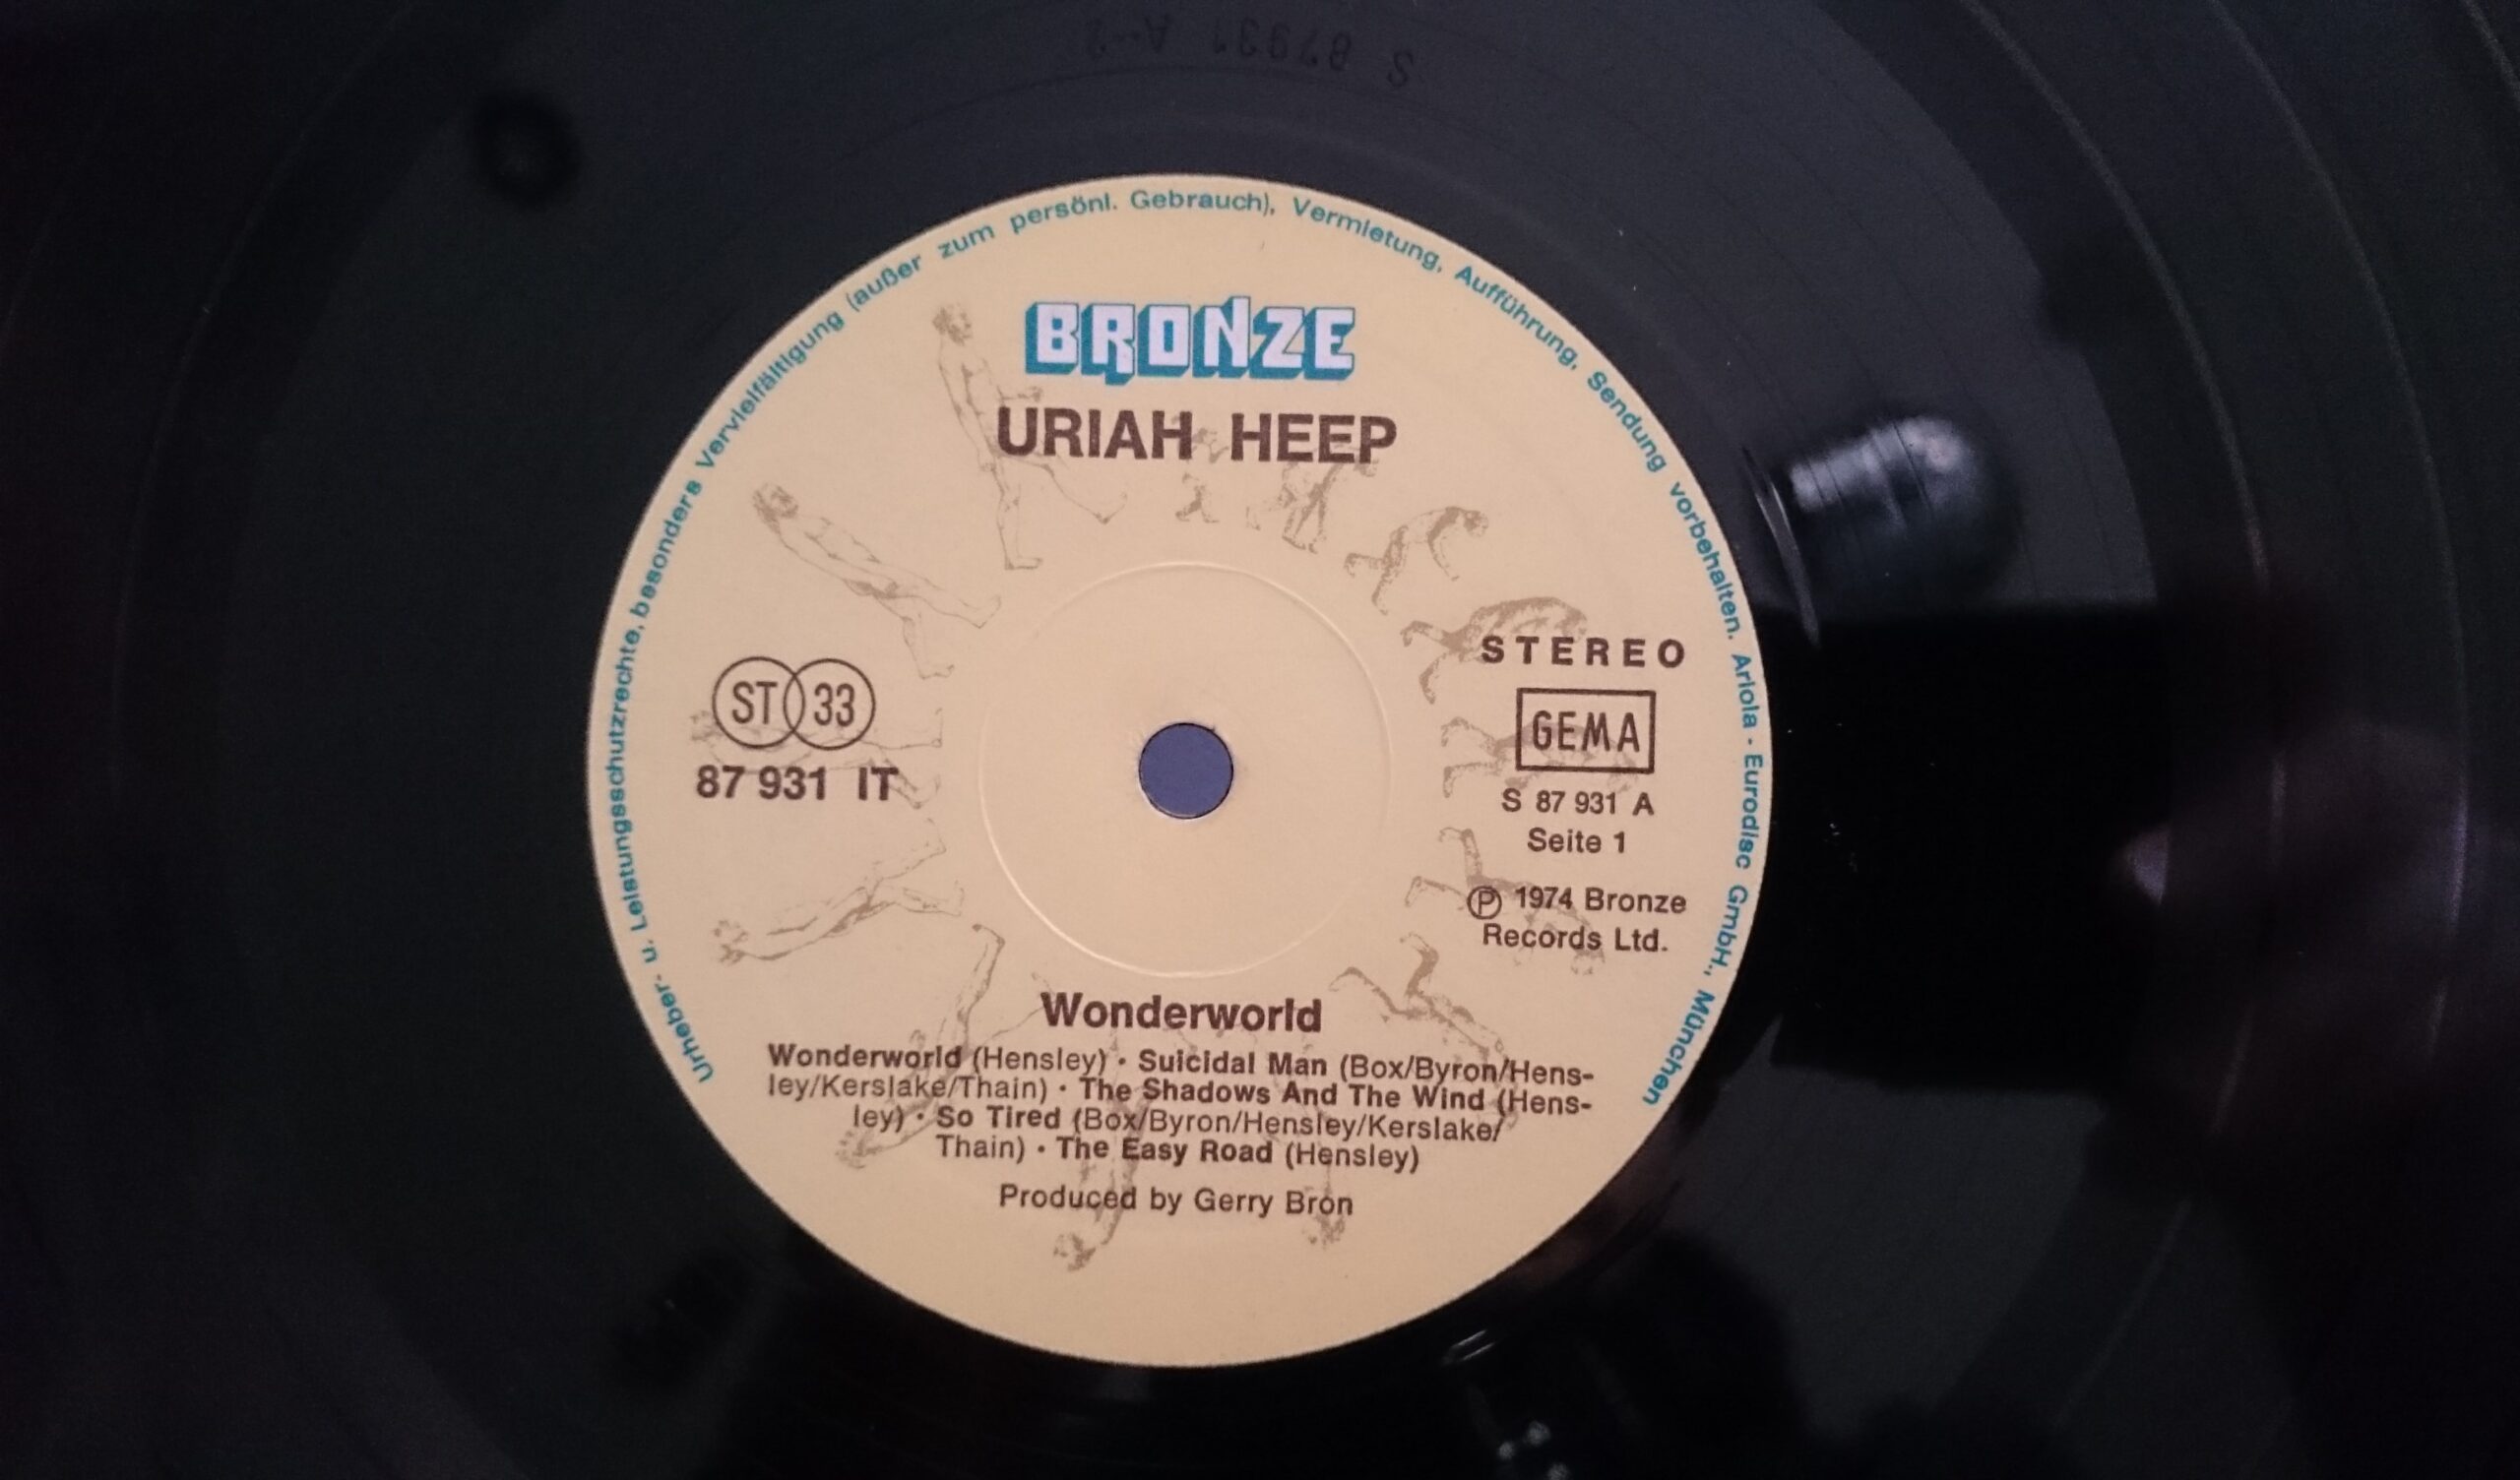 S 87931 A-2
Urheber- u. Leistungsschutzrechte, besonders Vervielfältigung (außer zum persönl. Gebrauch), Vermietung, Aufführung, Sendung vorbehalten. Ariola - Eurodisc GmbH., München
BRONZE
URIAH HEEP
ST 33
87 931 IT
STEREO
GEMA
S 87 931 A
Seite 1
℗ 1974 Bronze
Records Ltd.
Wonderworld
Wonderworld (Hensley) · Suicidal Man (Box/Byron/Hens-
ley/Kerslake/Thain) · The Shadows And The Wind (Hens-
ley) · So Tired (Box/Byron/Hensley/Kerslake/
Thain) · The Easy Road (Hensley)
Produced by Gerry Bron